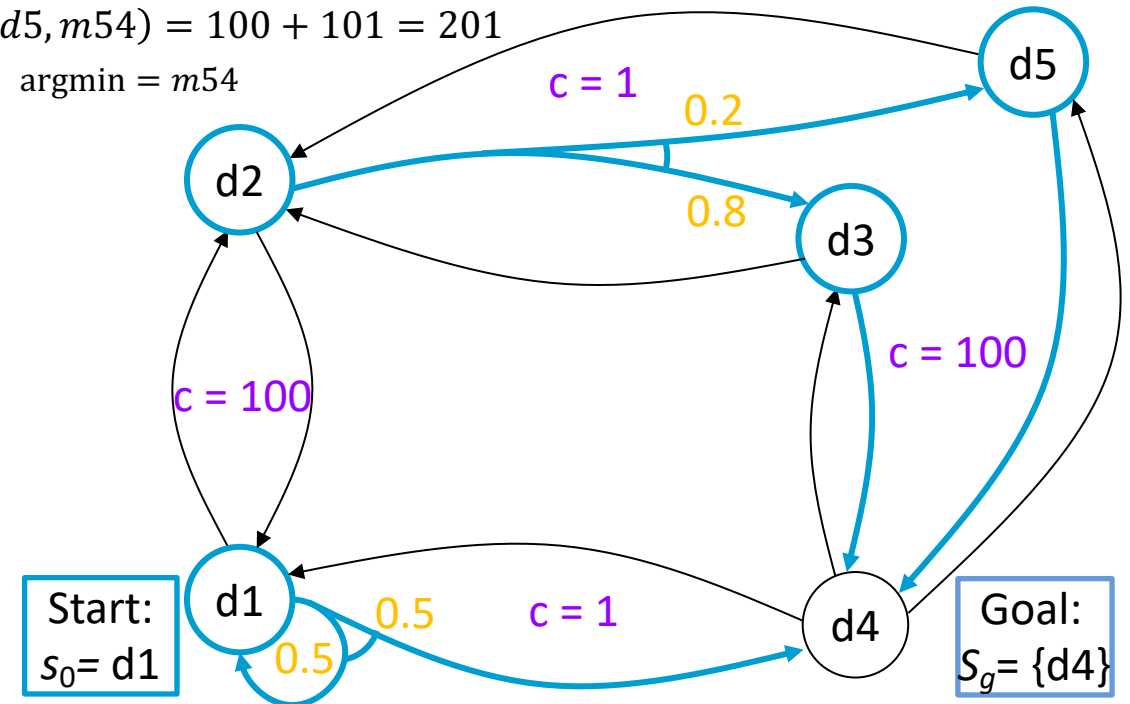 d5, m54) = 100 + 101 = 201
argmin = m54
d5
c = 1
0.2
d2
0.8
d3
c = 100
c = 100
Start:
s₀= d1
d1
0.5
0.5
c = 1
d4
Goal:
S_g= {d4}